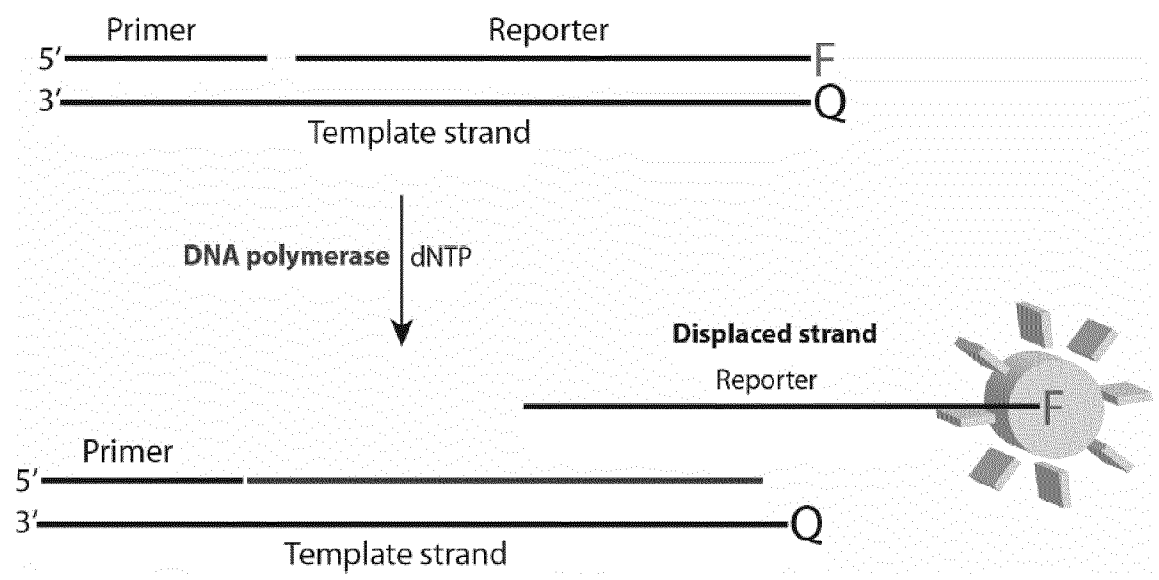 Primer Reporter
5′ F
3′ Q
Template strand
DNA polymerase dNTP
Displaced strand
Reporter
F
Primer
5′
3′ Q
Template strand